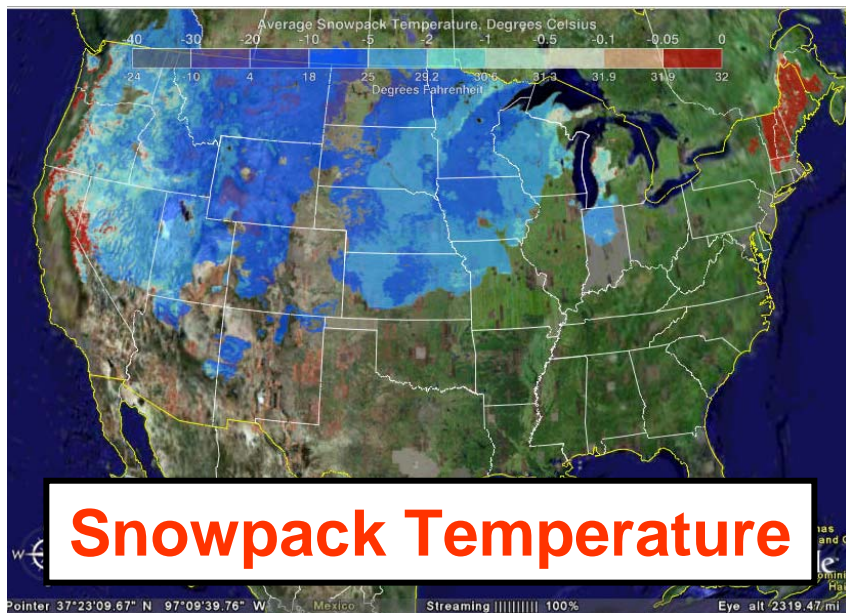 Average Snowpack Temperature, Degrees Celsius
-40 -30 -20 -10 -5 -2 -1 -0.5 -0.1 -0.05 0
-24 -10 4 18 25 29.2 30.6 31.3 31.9 31.9 32
Degrees Fahrenheit
Snowpack Temperature
W
Mexico
Pointer 37°23'09.67" N 97°09'39.76" W
Streaming |||||||||| 100%
Eye alt 2319.47 mi